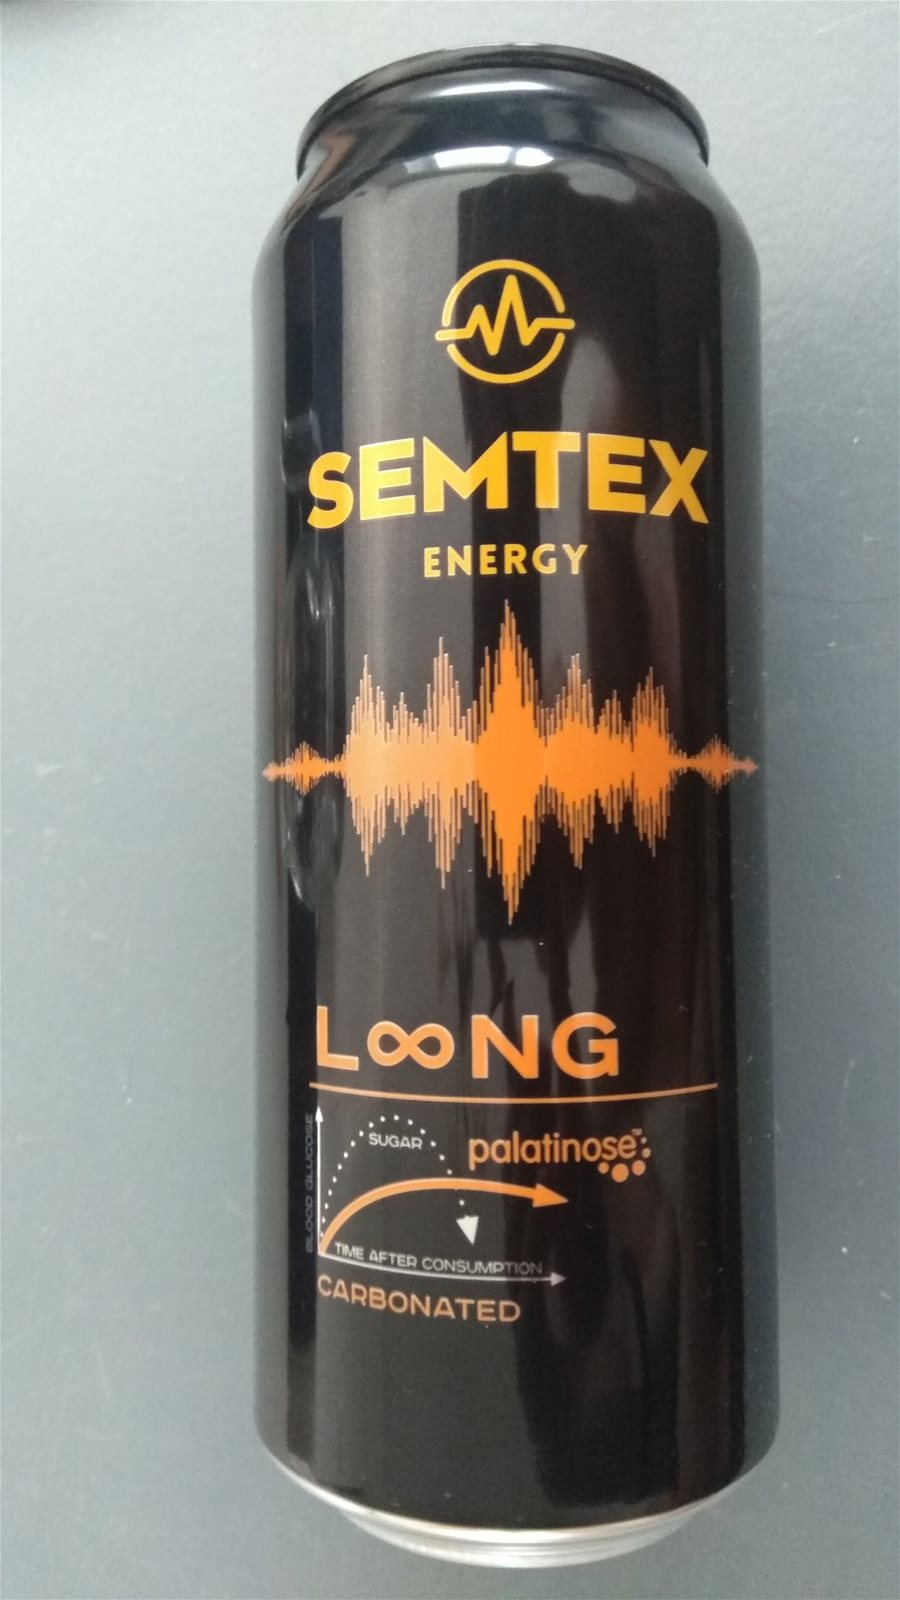 SEMTEX
ENERGY
L∞NG
SUGAR
palatinose™
BLOOD GLUCOSE
TIME AFTER CONSUMPTION
CARBONATED